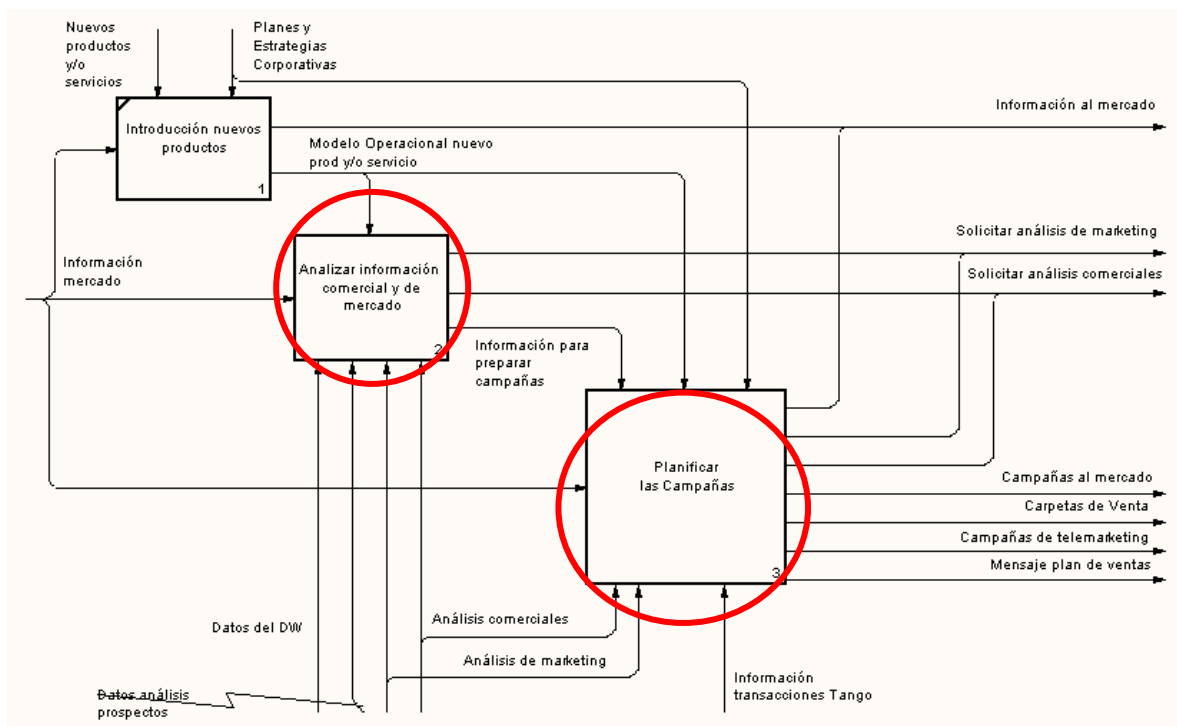 Nuevos
productos
y/o
servicios
Planes y
Estrategias
Corporativas
Información al mercado
Introducción nuevos
productos
1
Modelo Operacional nuevo
prod y/o servicio
Solicitar análisis de marketing
Información
mercado
Analizar información
comercial y de
mercado
2
Solicitar análisis comerciales
Información para
preparar
campañas
Planificar
las Campañas
3
Campañas al mercado
Carpetas de Venta
Campañas de telemarketing
Mensaje plan de ventas
Datos del DW
Análisis comerciales
Análisis de marketing
Datos análisis
prospectos
Información
transacciones Tango